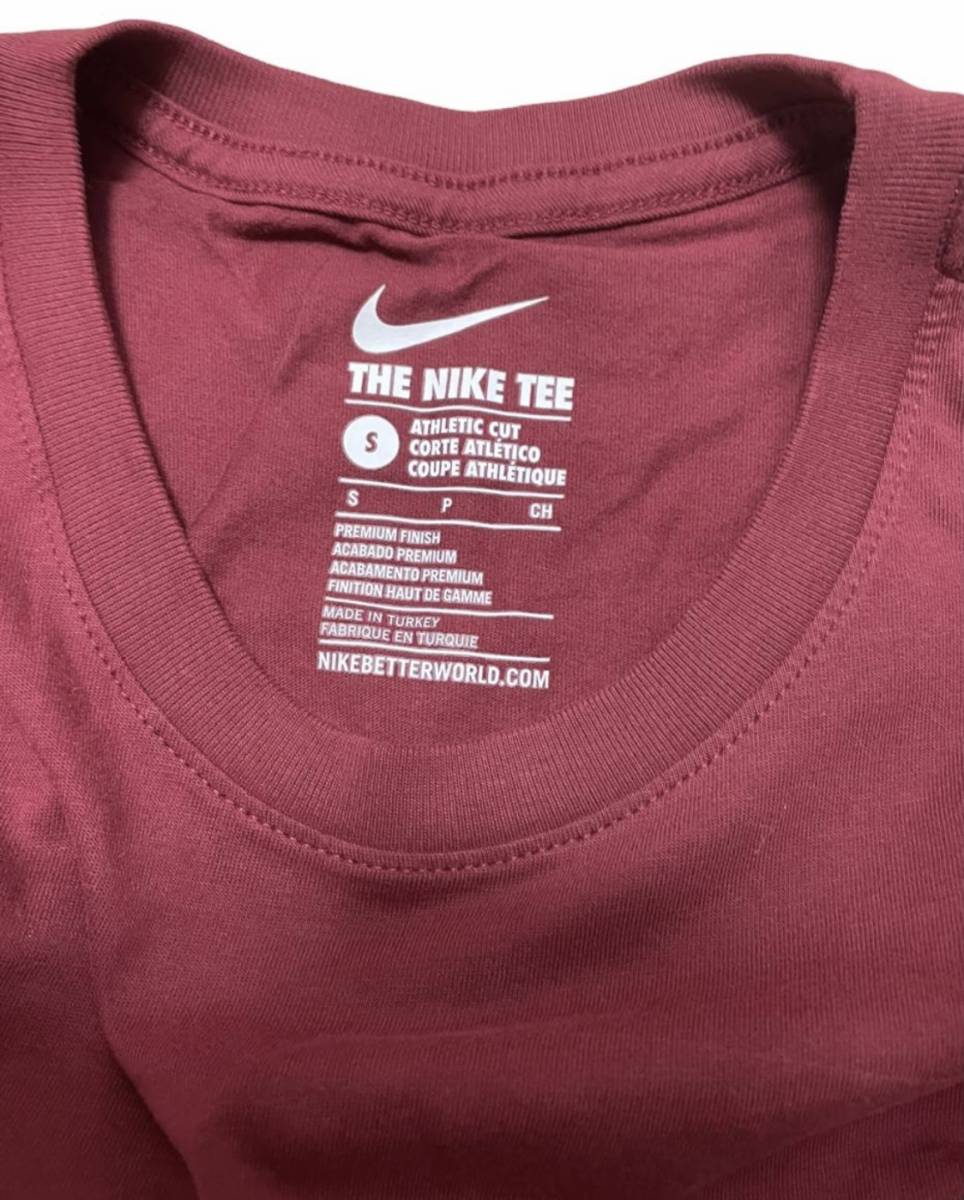 THE NIKE TEE
S
ATHLETIC CUT
CORTE ATLÉTICO
COUPE ATHLÉTIQUE
S P CH
PREMIUM FINISH
ACABADO PREMIUM
ACABAMENTO PREMIUM
FINITION HAUT DE GAMME
MADE IN TURKEY
FABRIQUE EN TURQUIE
NIKEBETTERWORLD.COM